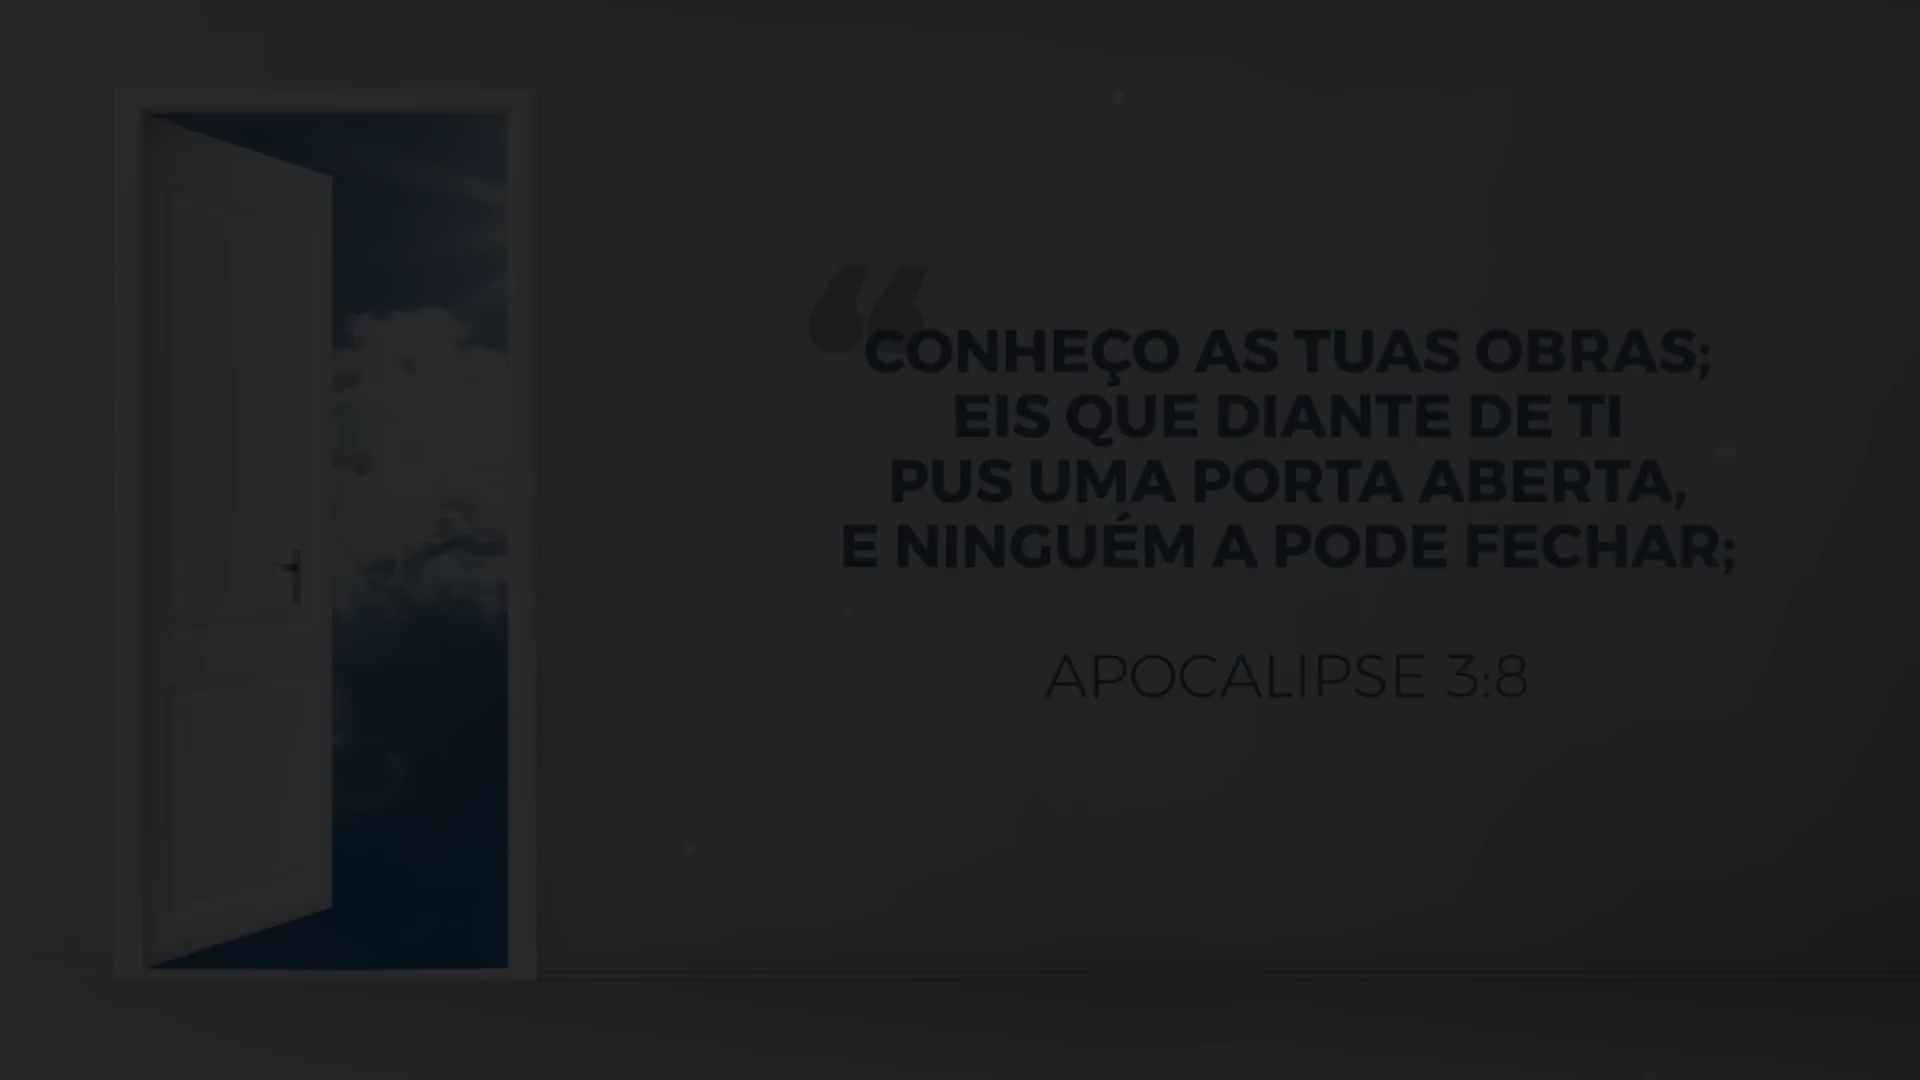 “CONHEÇO AS TUAS OBRAS;
EIS QUE DIANTE DE TI
PUS UMA PORTA ABERTA,
E NINGUÉM A PODE FECHAR;
APOCALIPSE 3:8